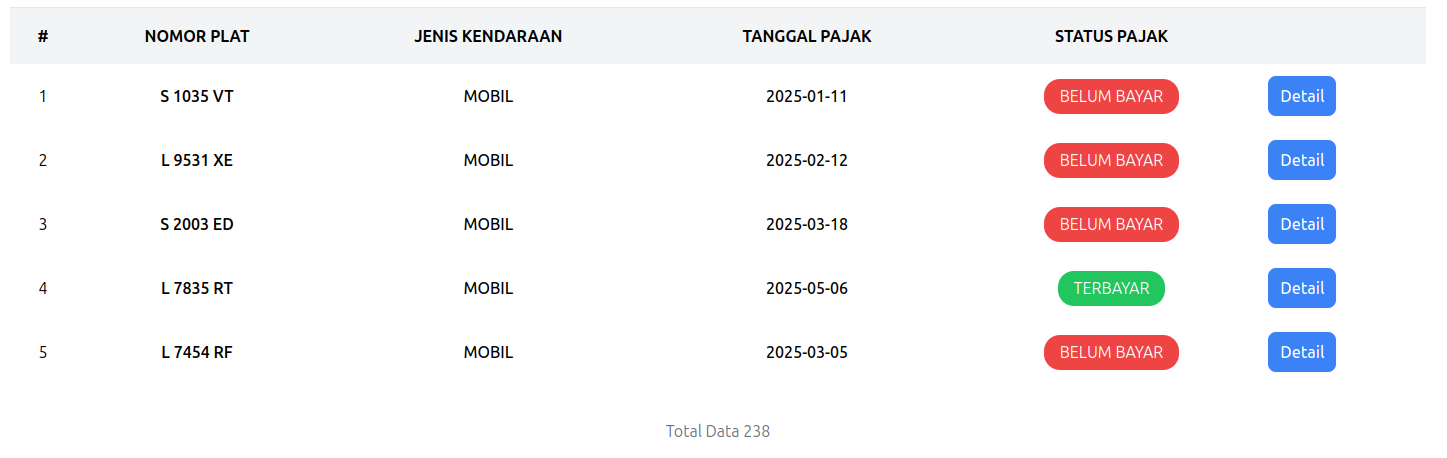 # NOMOR PLAT JENIS KENDARAAN TANGGAL PAJAK STATUS PAJAK
1 S 1035 VT MOBIL 2025-01-11 BELUM BAYAR Detail
2 L 9531 XE MOBIL 2025-02-12 BELUM BAYAR Detail
3 S 2003 ED MOBIL 2025-03-18 BELUM BAYAR Detail
4 L 7835 RT MOBIL 2025-05-06 TERBAYAR Detail
5 L 7454 RF MOBIL 2025-03-05 BELUM BAYAR Detail
Total Data 238